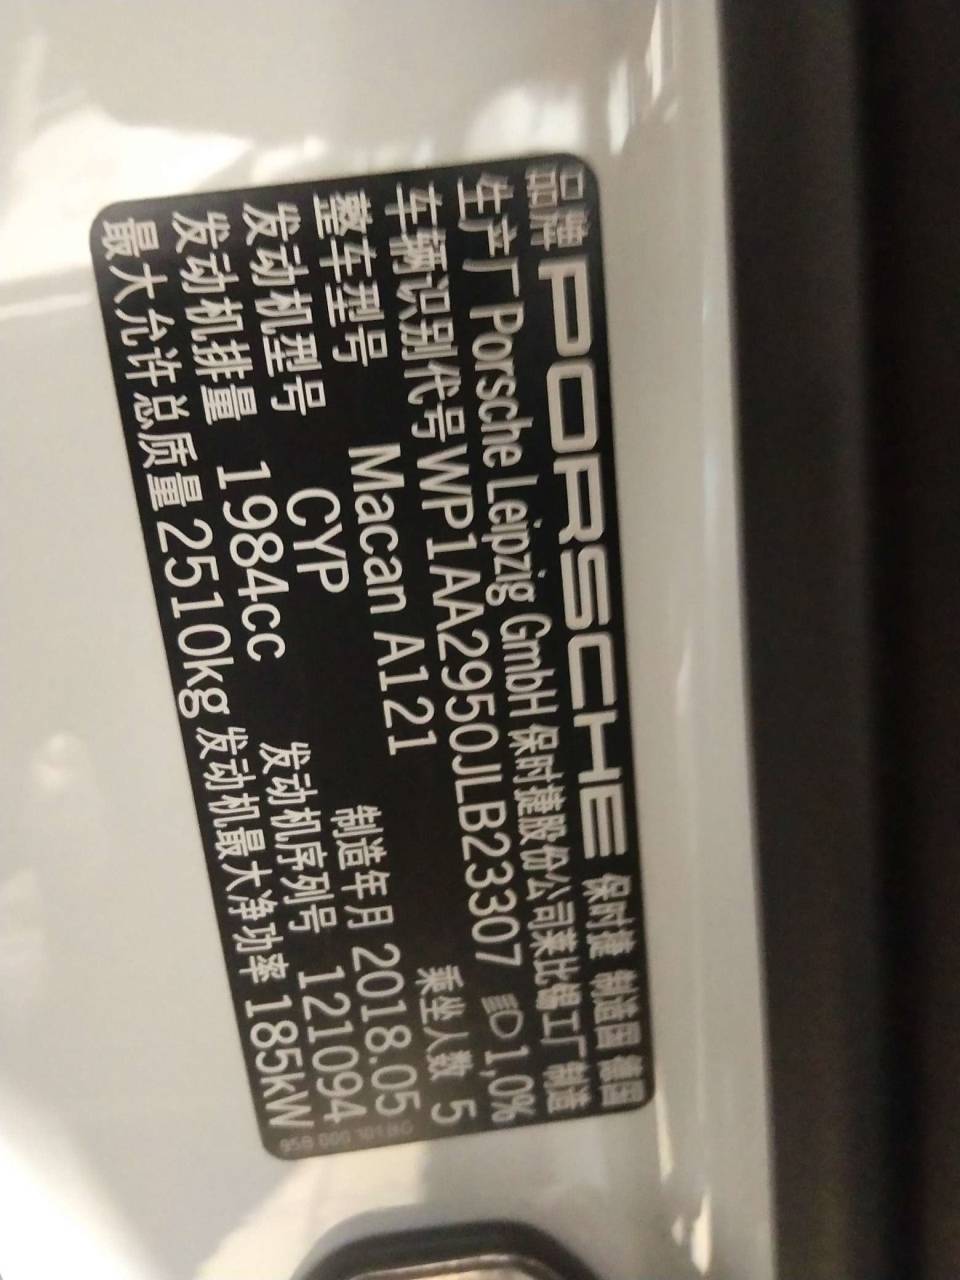 品牌 PORSCHE 保时捷 制造国 德国
生产厂 Porsche Leipzig GmbH 保时捷股份公司莱比锡工厂 制造
车辆识别代号 WP1AA2950JLB23307 1,0%
整车型号 Macan A121 乘坐人数 5
发动机型号 CYP 制造年月 2018.05
发动机排量 1984cc 发动机序列号 121094
最大允许总质量 2510kg 发动机最大净功率 185kW